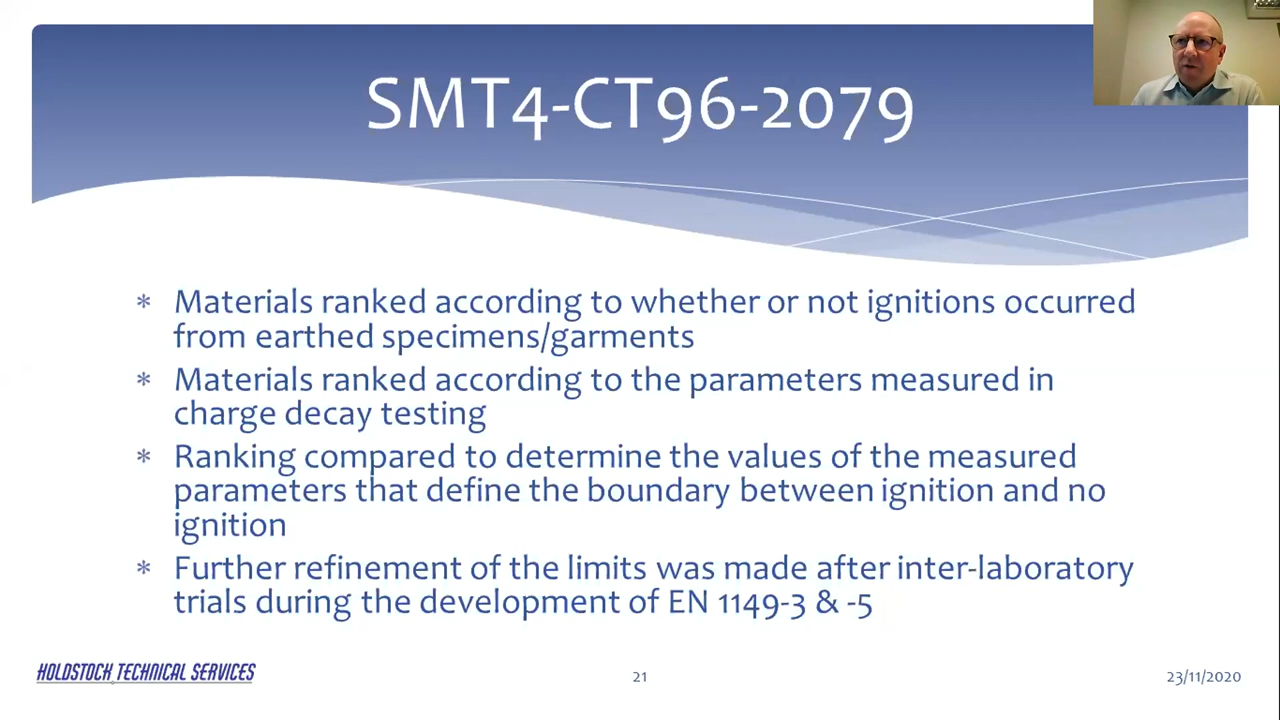 SMT4-CT96-2079
* Materials ranked according to whether or not ignitions occurred
from earthed specimens/garments
* Materials ranked according to the parameters measured in
charge decay testing
* Ranking compared to determine the values of the measured
parameters that define the boundary between ignition and no
ignition
* Further refinement of the limits was made after inter-laboratory
trials during the development of EN 1149-3 & -5
HOLDSTOCK TECHNICAL SERVICES
21
23/11/2020